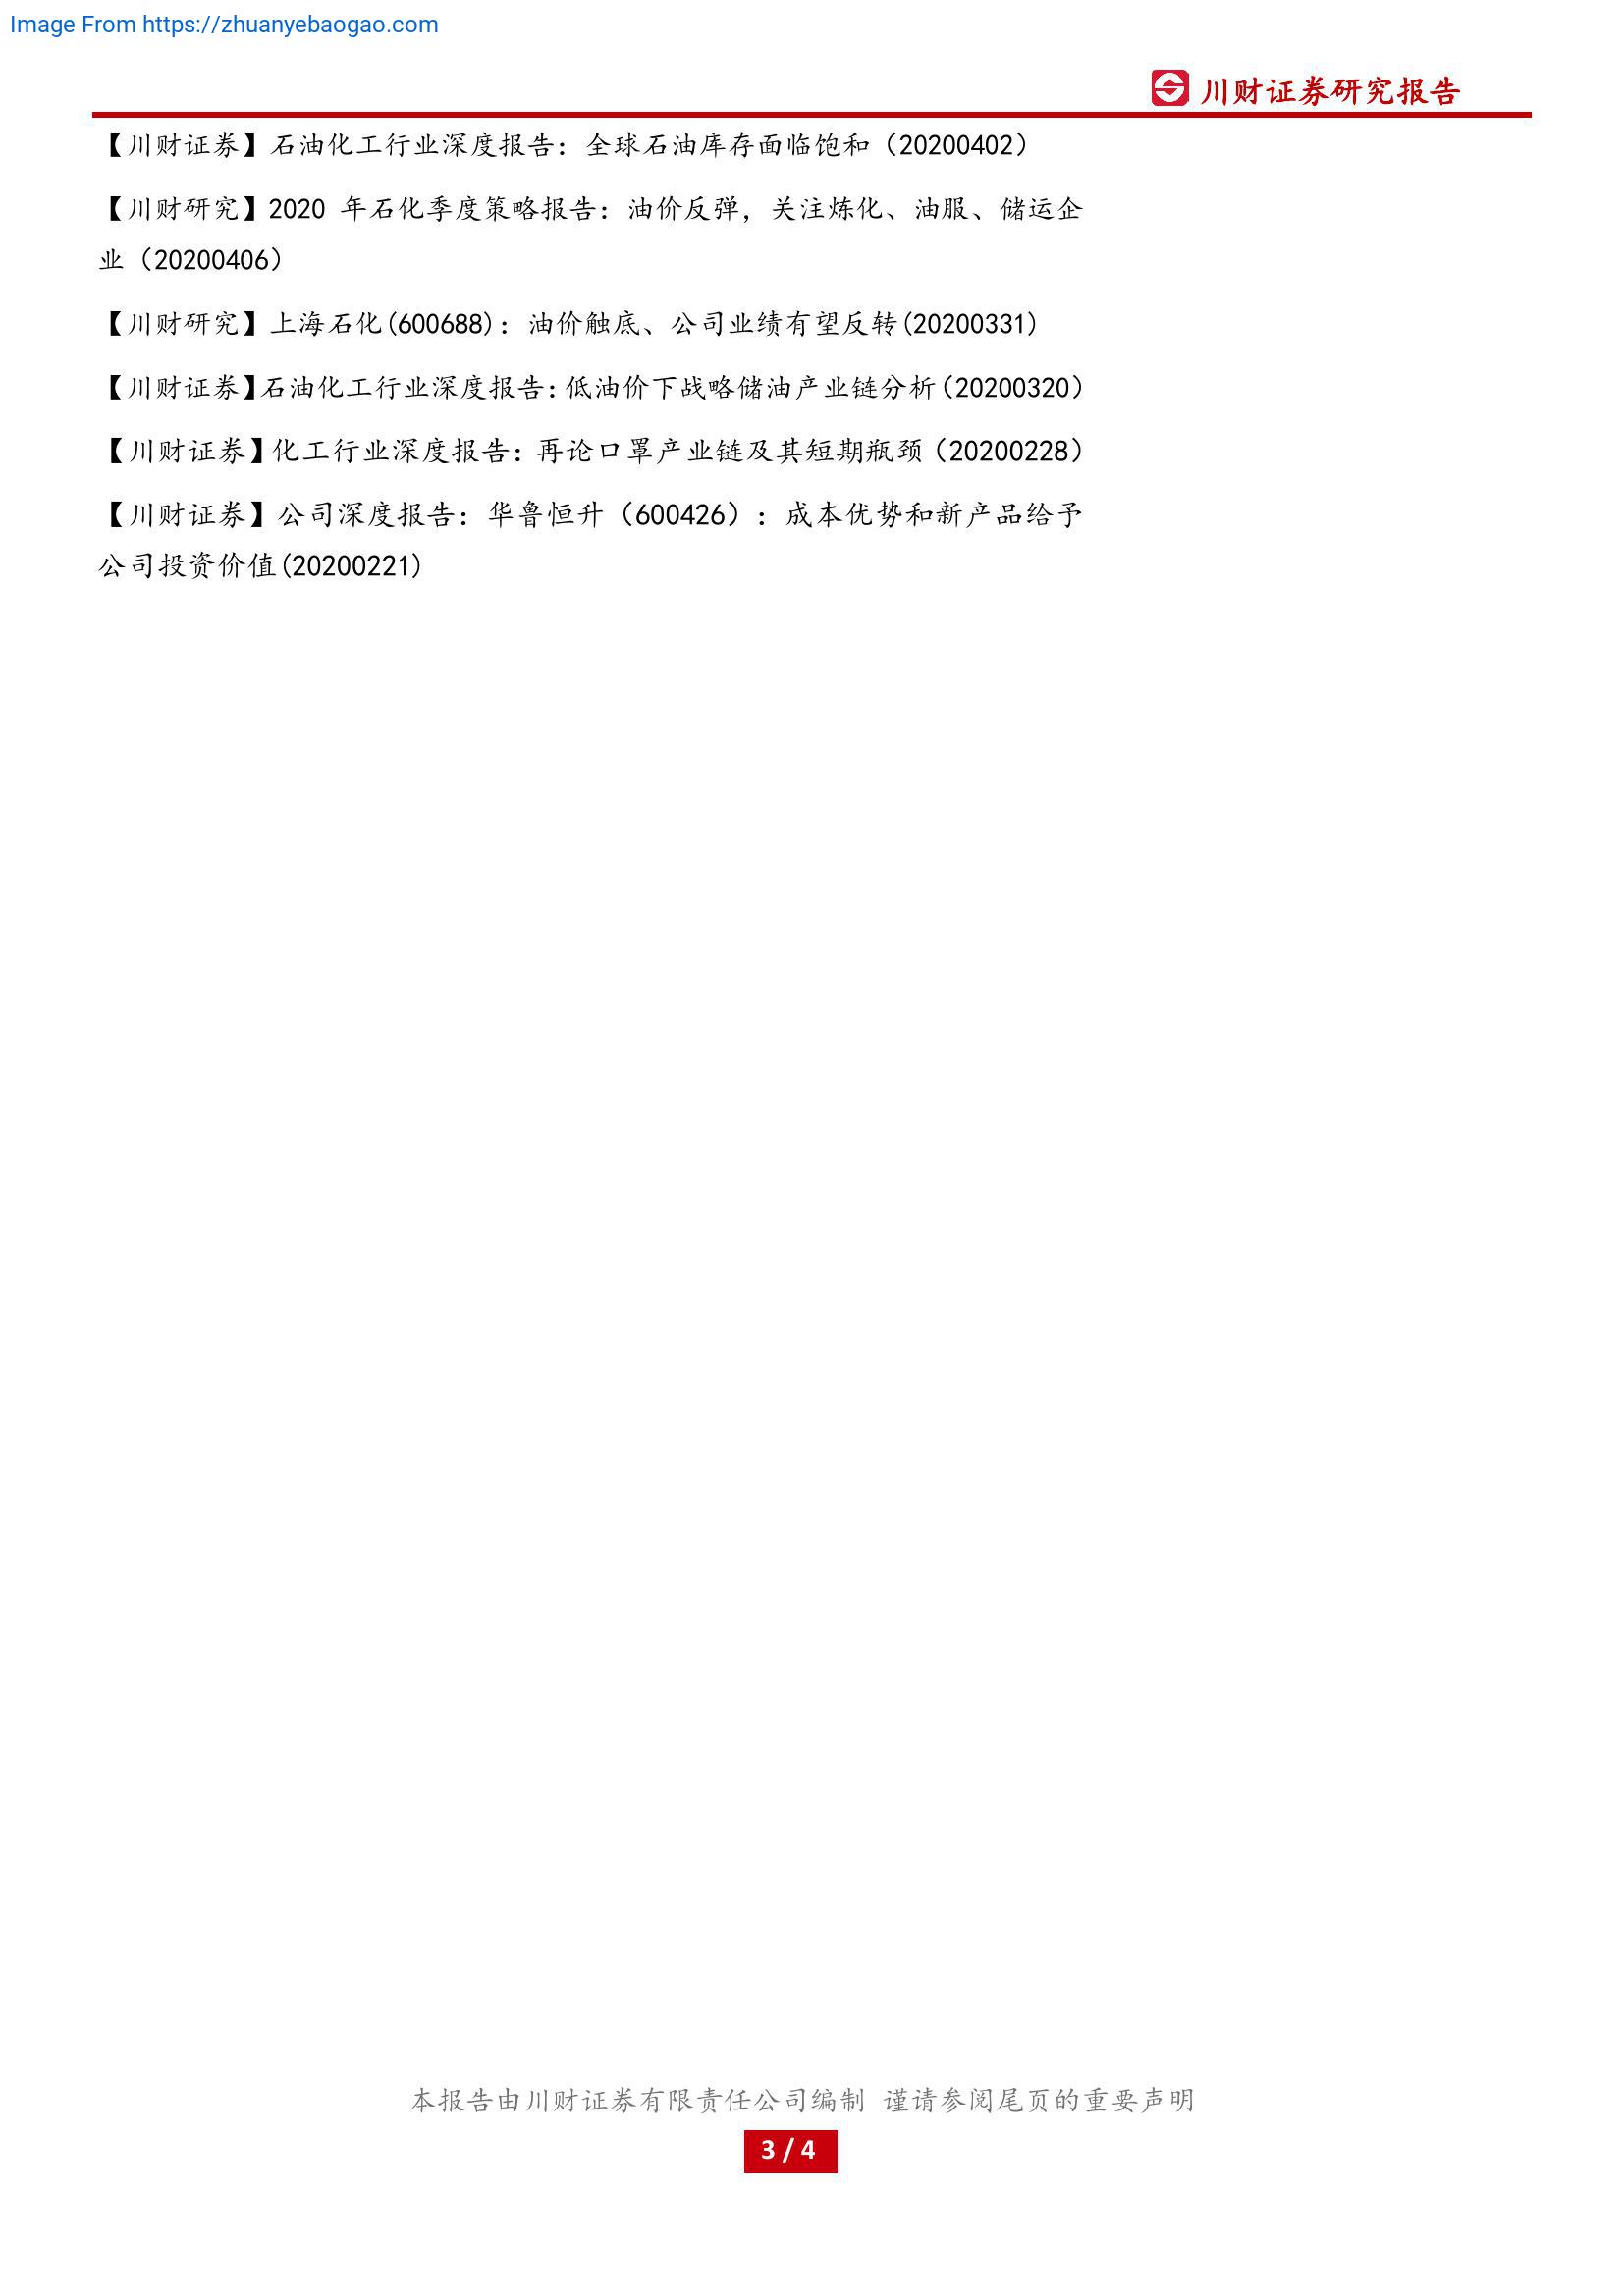 Image From https://zhuanyebaogao.com
川财证券研究报告
【川财证券】石油化工行业深度报告：全球石油库存面临饱和（20200402）
【川财研究】2020 年石化季度策略报告：油价反弹，关注炼化、油服、储运企
业（20200406）
【川财研究】上海石化(600688)：油价触底、公司业绩有望反转(20200331)
【川财证券】石油化工行业深度报告：低油价下战略储油产业链分析（20200320）
【川财证券】化工行业深度报告：再论口罩产业链及其短期瓶颈（20200228）
【川财证券】公司深度报告：华鲁恒升（600426）：成本优势和新产品给予
公司投资价值(20200221)
本报告由川财证券有限责任公司编制 谨请参阅尾页的重要声明
3 / 4